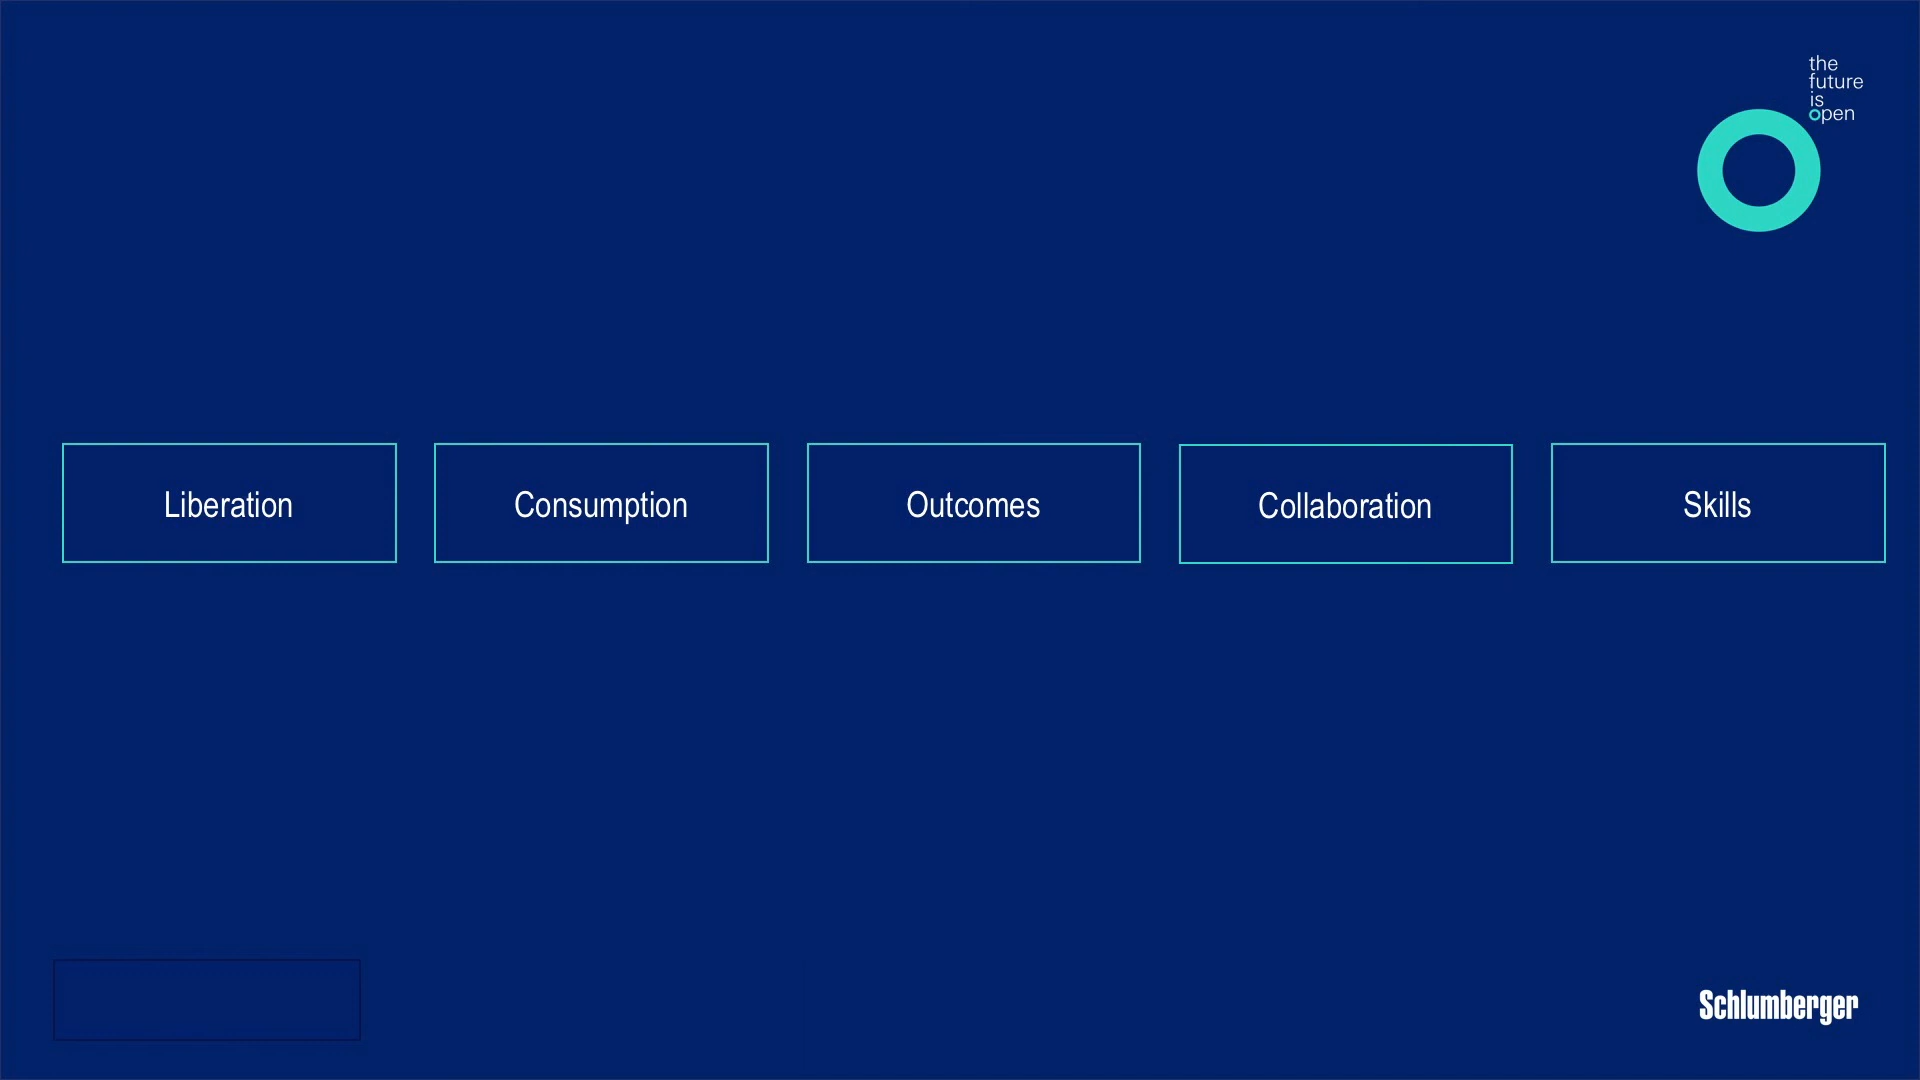 the
future
is
open
Liberation
Consumption
Outcomes
Collaboration
Skills
Schlumberger